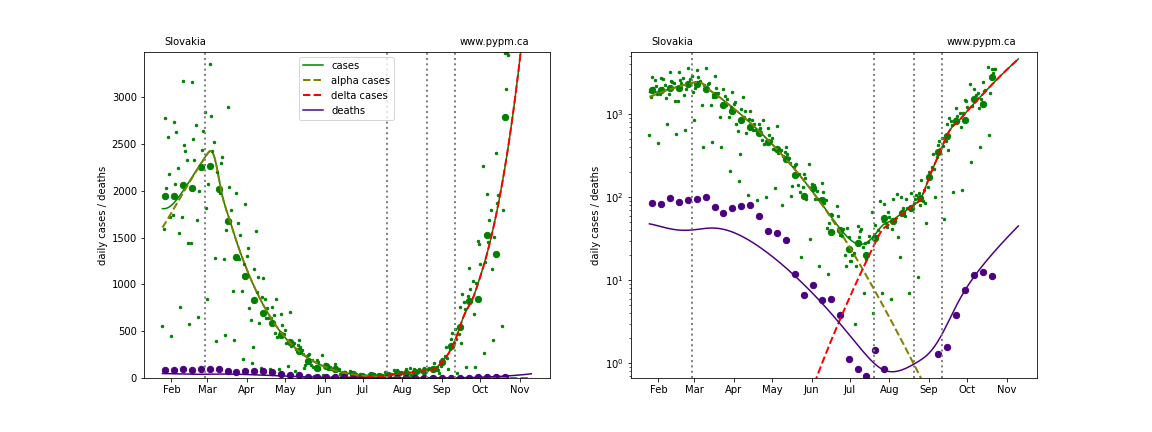 Slovakia
www.pypm.ca
daily cases / deaths
3000
2500
2000
1500
1000
500
0
Feb Mar Apr May Jun Jul Aug Sep Oct Nov
cases
alpha cases
delta cases
deaths
Slovakia
www.pypm.ca
daily cases / deaths
10³
10²
10¹
10⁰
Feb Mar Apr May Jun Jul Aug Sep Oct Nov